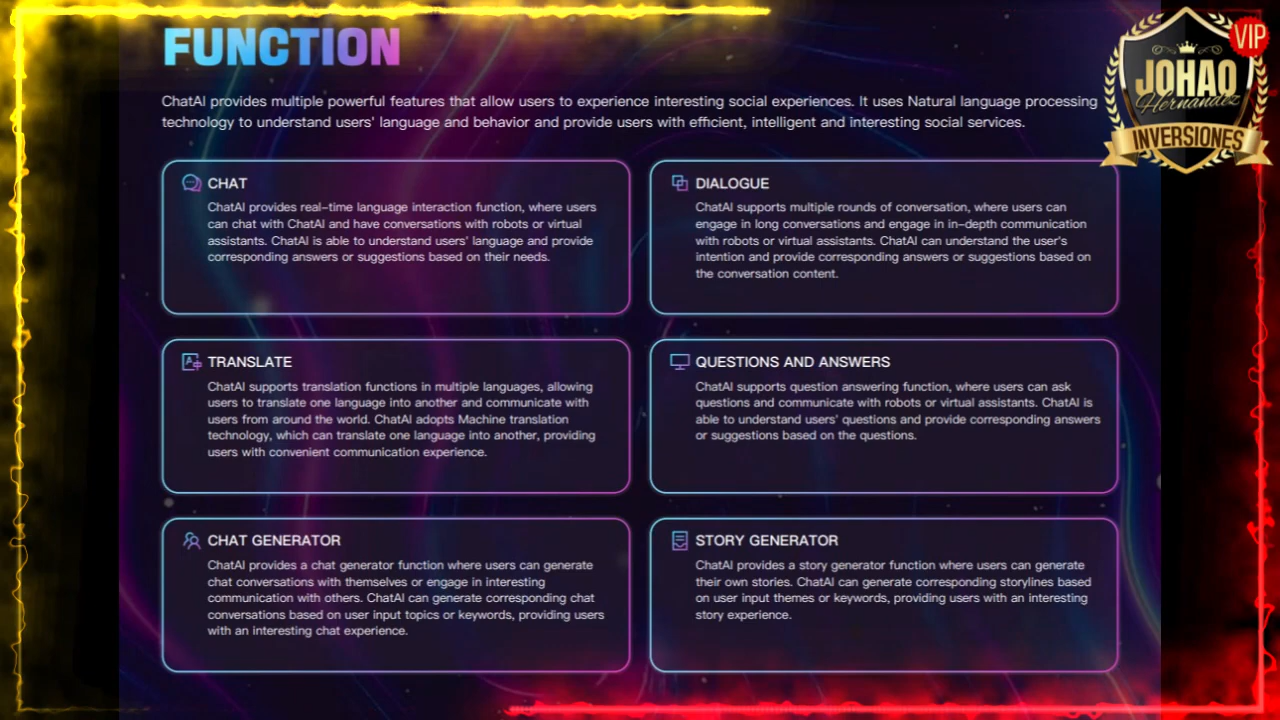 FUNCTION
VIP
JOHAO
Hernandez
INVERSIONES
ChatAI provides multiple powerful features that allow users to experience interesting social experiences. It uses Natural language processing
technology to understand users' language and behavior and provide users with efficient, intelligent and interesting social services.
CHAT
ChatAI provides real-time language interaction function, where users
can chat with ChatAI and have conversations with robots or virtual
assistants. ChatAI is able to understand users' language and provide
corresponding answers or suggestions based on their needs.
DIALOGUE
ChatAI supports multiple rounds of conversation, where users can
engage in long conversations and engage in in-depth communication
with robots or virtual assistants. ChatAI can understand the user's
intention and provide corresponding answers or suggestions based on
the conversation content.
TRANSLATE
ChatAI supports translation functions in multiple languages, allowing
users to translate one language into another and communicate with
users from around the world. ChatAI adopts Machine translation
technology, which can translate one language into another, providing
users with convenient communication experience.
QUESTIONS AND ANSWERS
ChatAI supports question answering function, where users can ask
questions and communicate with robots or virtual assistants. ChatAI is
able to understand users' questions and provide corresponding answers
or suggestions based on the questions.
CHAT GENERATOR
ChatAI provides a chat generator function where users can generate
chat conversations with themselves or engage in interesting
communication with others. ChatAI can generate corresponding chat
conversations based on user input topics or keywords, providing users
with an interesting chat experience.
STORY GENERATOR
ChatAI provides a story generator function where users can generate
their own stories. ChatAI can generate corresponding storylines based
on user input themes or keywords, providing users with an interesting
story experience.